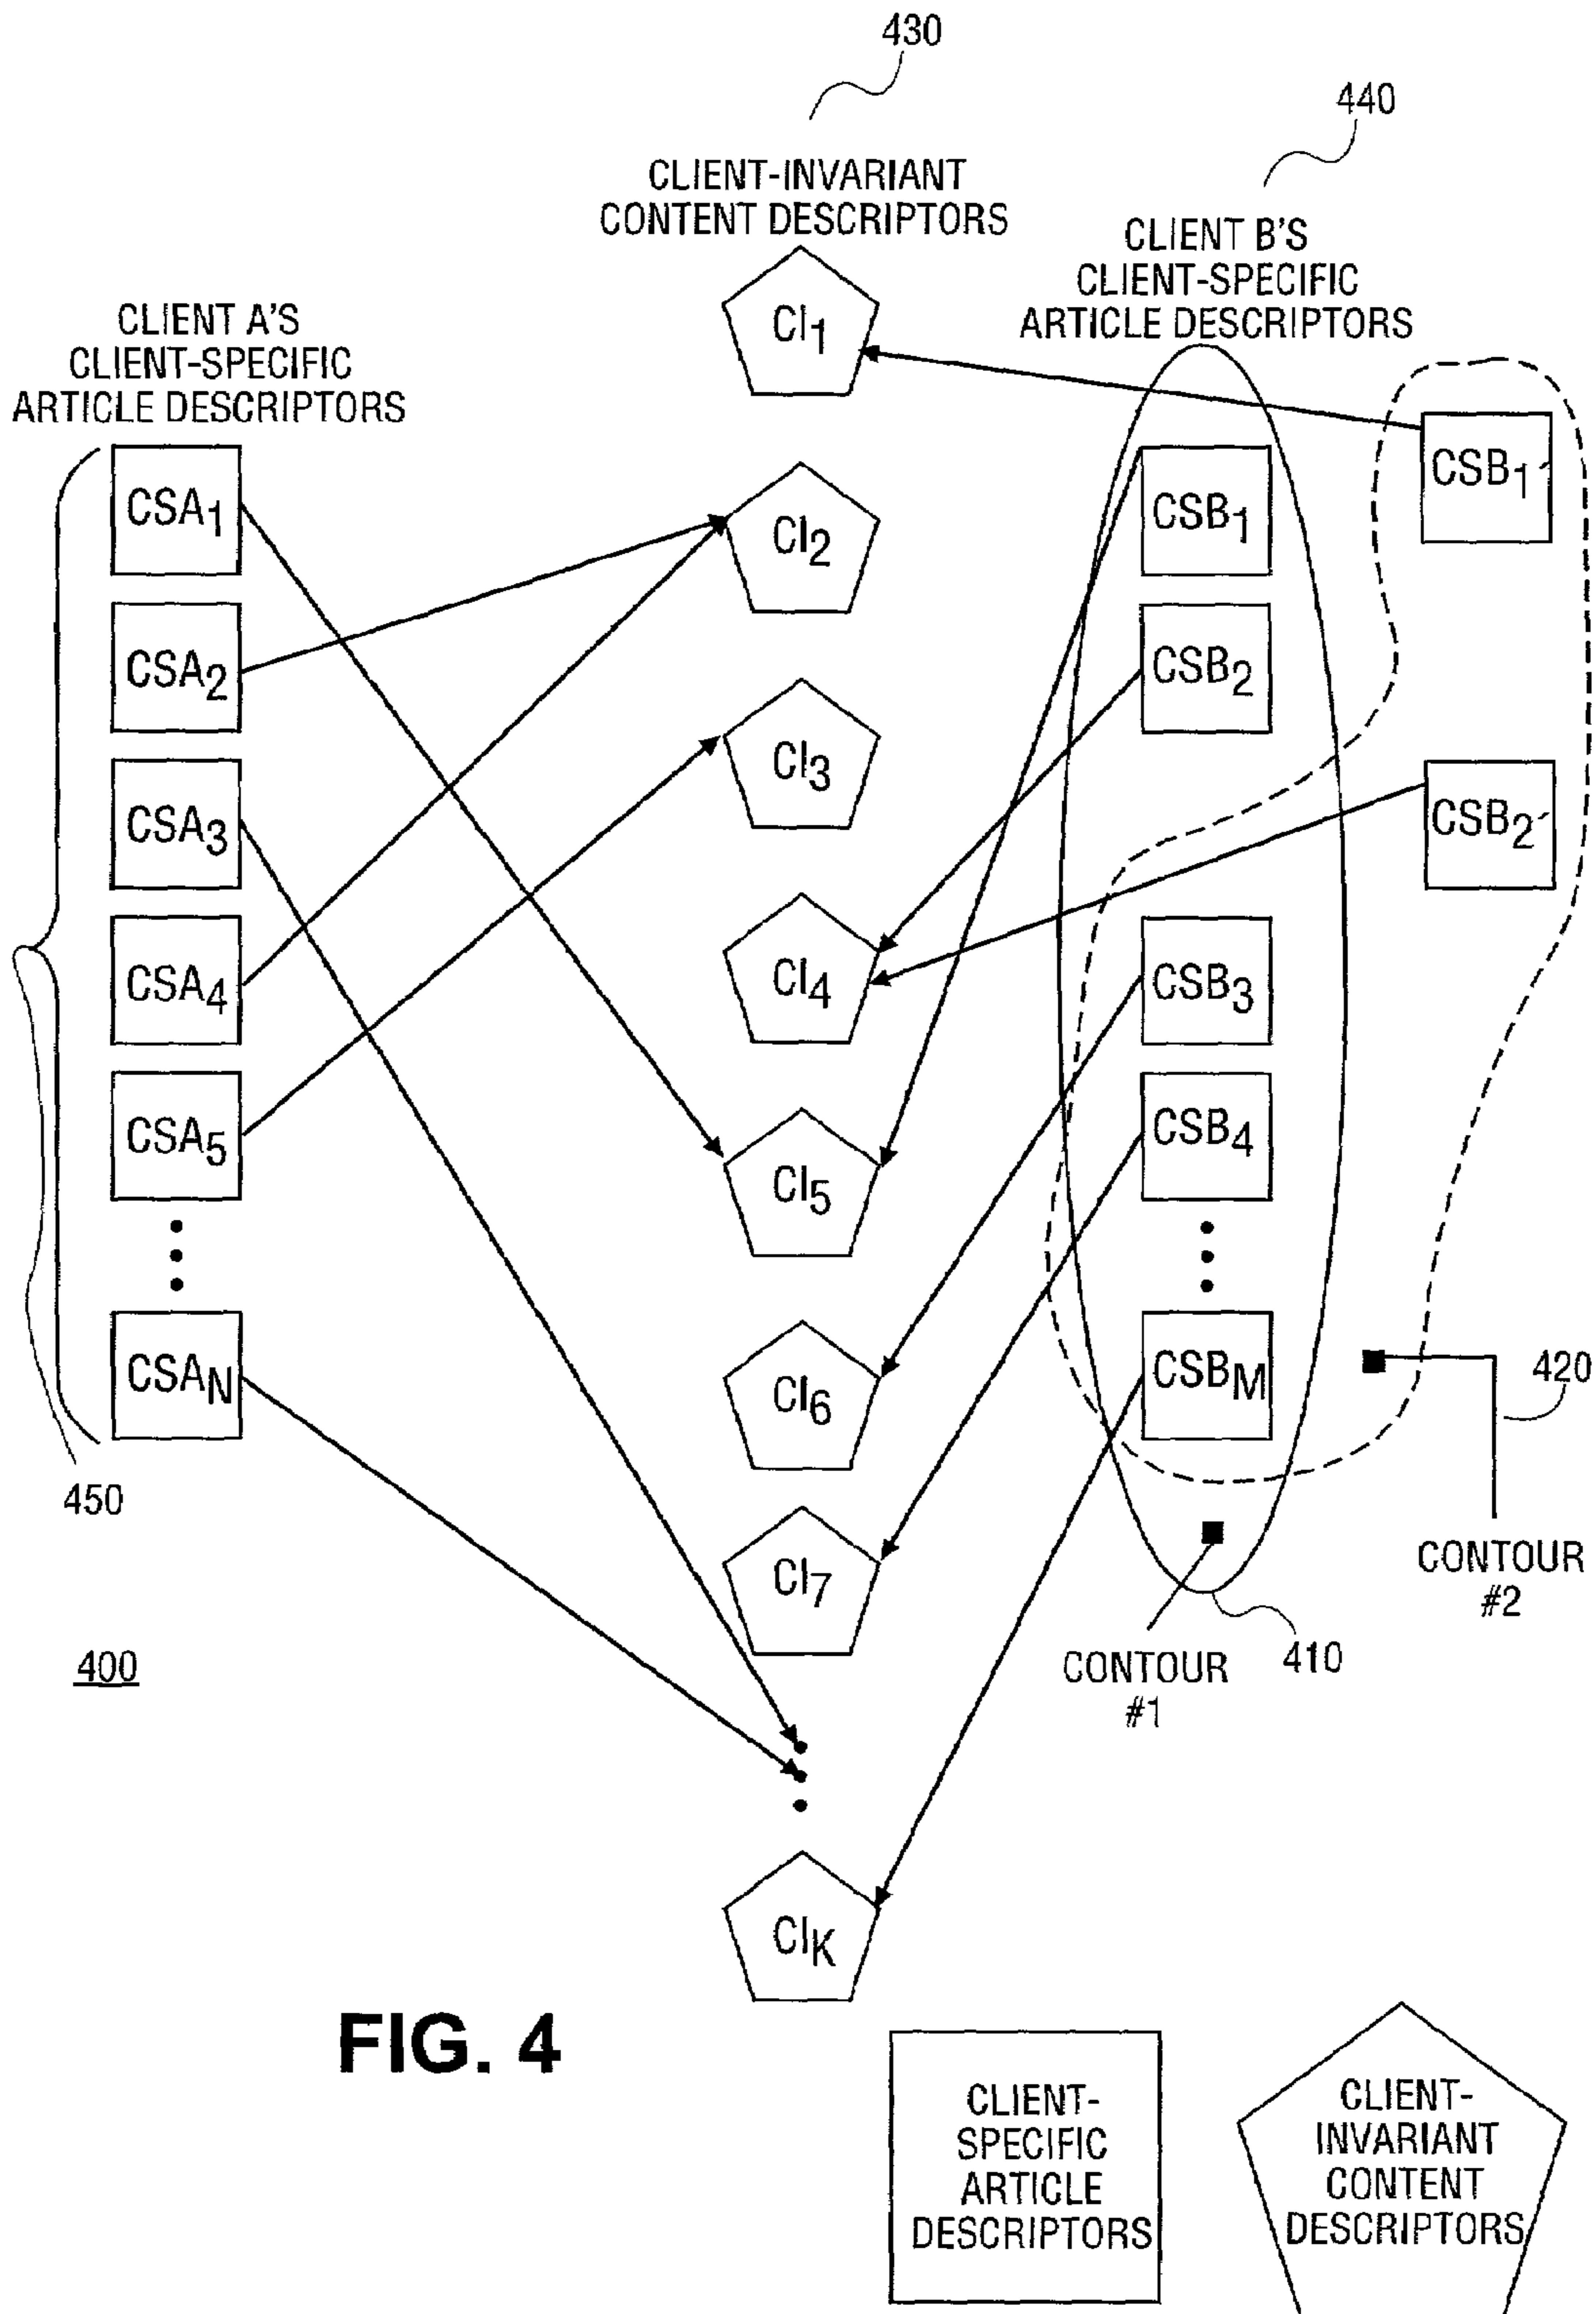 430
440
CLIENT-INVARIANT
CONTENT DESCRIPTORS
CLIENT B'S
CLIENT-SPECIFIC
ARTICLE DESCRIPTORS
CLIENT A'S
CLIENT-SPECIFIC
ARTICLE DESCRIPTORS
CI1
CSA1
CI2
CSB1
CSB1'
CSA2
CSB2
CI3
CSA3
CSB2'
CSA4
CI4
CSB3
CSA5
CI5
CSB4
CSAN
CI6
CSBM
420
450
CONTOUR
#2
CI7
400
CONTOUR
#1
410
CIK
FIG. 4
CLIENT-
SPECIFIC
ARTICLE
DESCRIPTORS
CLIENT-
INVARIANT
CONTENT
DESCRIPTORS